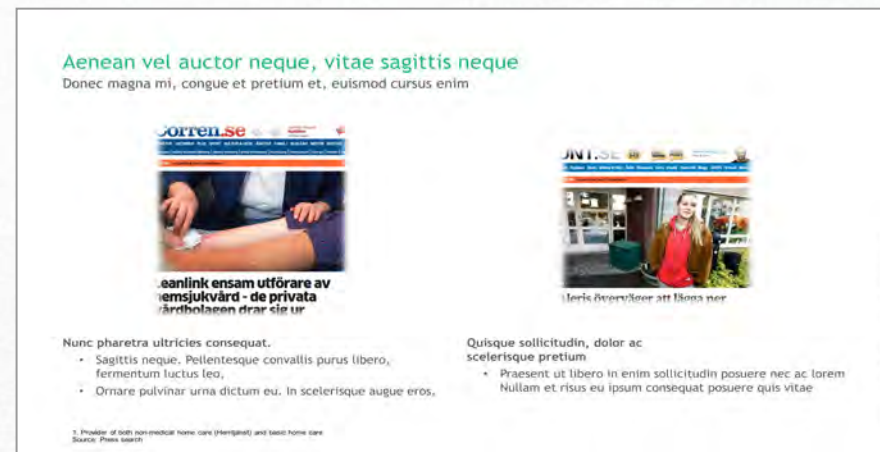 Aenean vel auctor neque, vitae sagittis neque
Donec magna mi, congue et pretium et, euismod cursus enim
Corren.se
NT.SE
Leanlink ensam utförare av
hemsjukvård - de privata
vårdbolagen drar sig ur
Aleris överväger att lägga ner
Nunc pharetra ultricies consequat.
• Sagittis neque. Pellentesque convallis purus libero,
fermentum luctus leo,
• Ornare pulvinar urna dictum eu. In scelerisque augue eros,
Quisque sollicitudin, dolor ac
scelerisque pretium
• Praesent ut libero in enim sollicitudin posuere nec ac lorem
Nullam et risus eu ipsum consequat posuere quis vitae
1. Provider of both non-medical home care (Hemtjänst) and basic home care
Source: Press search